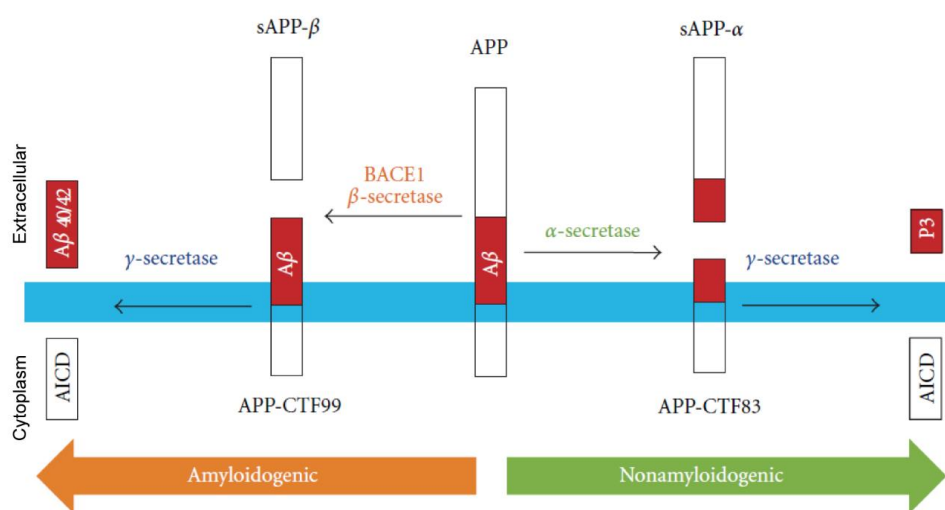 sAPP-β
APP
sAPP-α
Extracellular
Aβ 40/42
BACE1
β-secretase
α-secretase
P3
γ-secretase
Aβ
Aβ
γ-secretase
Cytoplasm
AICD
AICD
APP-CTF99
APP-CTF83
Amyloidogenic
Nonamyloidogenic